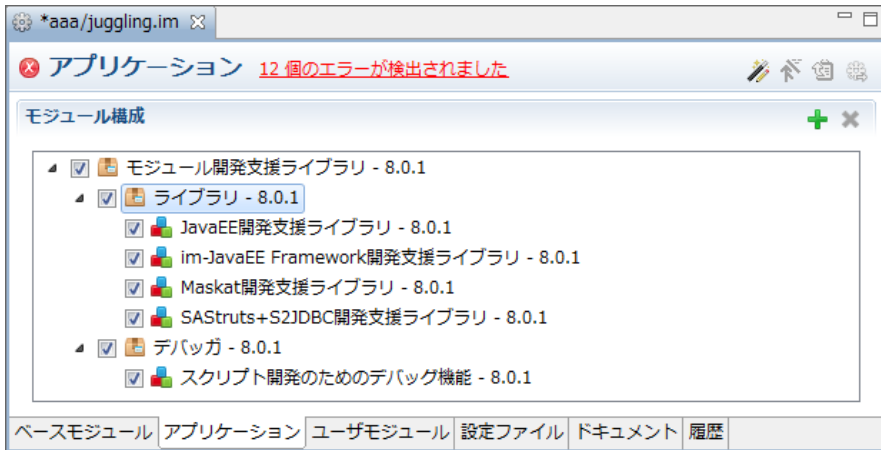 *aaa/juggling.im
アプリケーション 12 個のエラーが検出されました
モジュール構成
モジュール開発支援ライブラリ - 8.0.1
ライブラリ - 8.0.1
JavaEE開発支援ライブラリ - 8.0.1
im-JavaEE Framework開発支援ライブラリ - 8.0.1
Maskat開発支援ライブラリ - 8.0.1
SAStruts+S2JDBC開発支援ライブラリ - 8.0.1
デバッガ - 8.0.1
スクリプト開発のためのデバッグ機能 - 8.0.1
ベースモジュール アプリケーション ユーザモジュール 設定ファイル ドキュメント 履歴